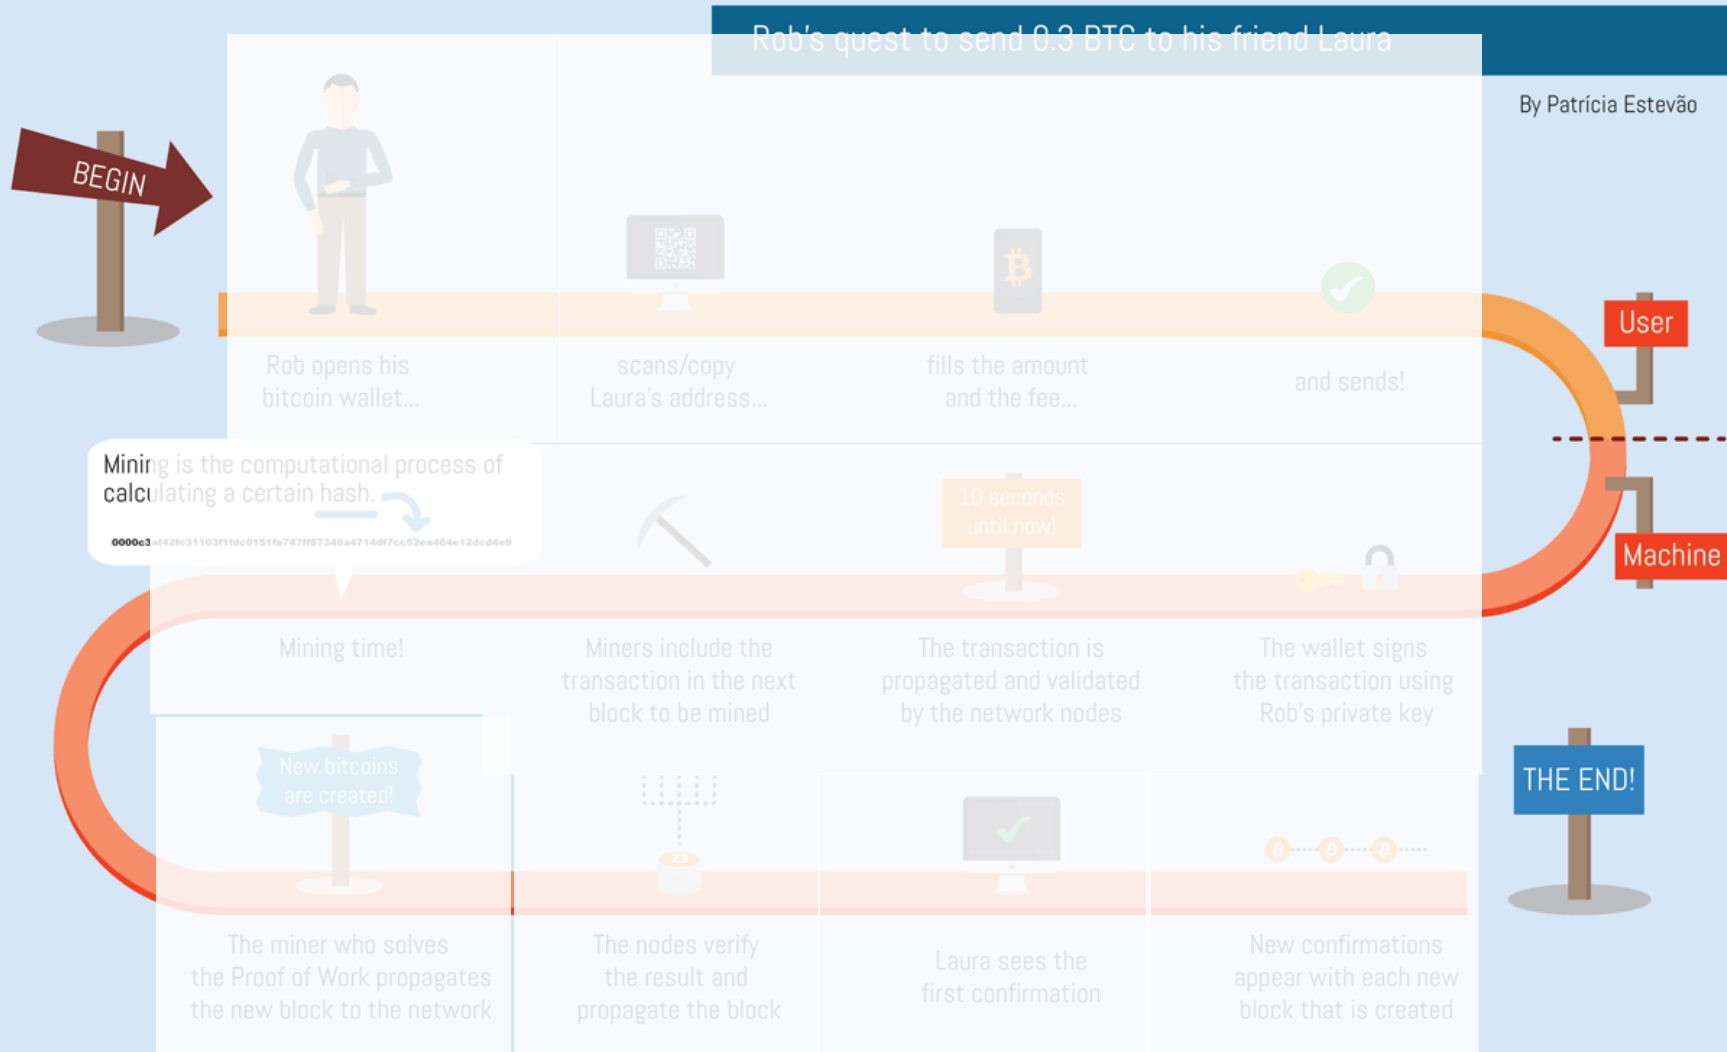 Rob's quest to send 0.3 BTC to his friend Laura
By Patrícia Estevão
BEGIN
Rob opens his
bitcoin wallet...
scans/copy
Laura's address...
fills the amount
and the fee...
and sends!
User
Machine
The wallet signs
the transaction using
Rob's private key
10 seconds
until now!
The transaction is
propagated and validated
by the network nodes
Miners include the
transaction in the next
block to be mined
Mining is the computational process of
calculating a certain hash.
0000c3af42fc31103f1fdc0151fa747ff87349a4714df7cc52ea464e12dcd4e9
Mining time!
New bitcoins
are created!
The miner who solves
the Proof of Work propagates
the new block to the network
The nodes verify
the result and
propagate the block
Laura sees the
first confirmation
New confirmations
appear with each new
block that is created
THE END!